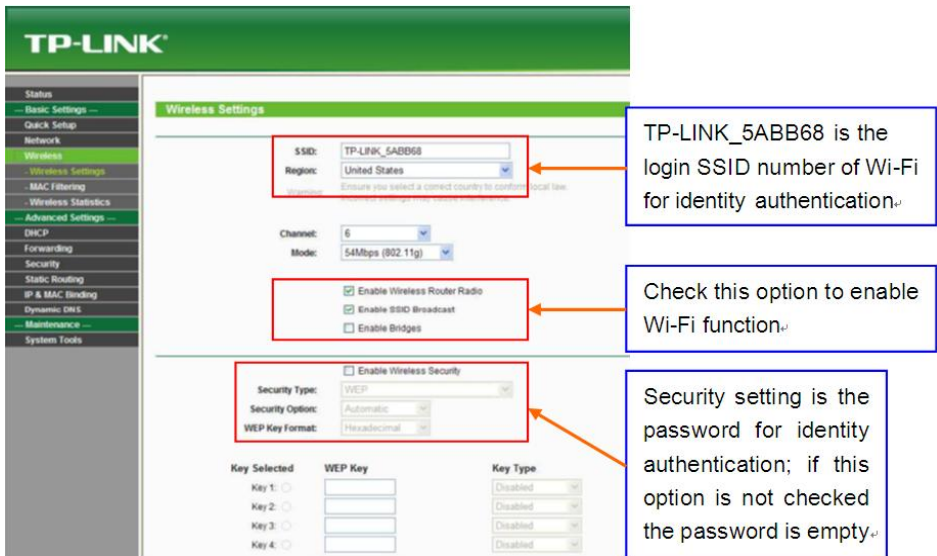 TP-LINK®
Status
— Basic Settings —
Quick Setup
Network
Wireless
- Wireless Settings
- MAC Filtering
- Wireless Statistics
— Advanced Settings —
DHCP
Forwarding
Security
Static Routing
IP & MAC Binding
Dynamic DNS
— Maintenance —
System Tools
Wireless Settings
SSID: TP-LINK_5ABB68
Region: United States
Warning: Ensure you select a correct country to conform local law.
Incorrect settings may cause interference.
Channel: 6
Mode: 54Mbps (802.11g)
Enable Wireless Router Radio
Enable SSID Broadcast
Enable Bridges
Enable Wireless Security
Security Type: WEP
Security Option: Automatic
WEP Key Format: Hexadecimal
Key Selected WEP Key Key Type
Key 1: Disabled
Key 2: Disabled
Key 3: Disabled
Key 4: Disabled
TP-LINK_5ABB68 is the
login SSID number of Wi-Fi
for identity authentication
Check this option to enable
Wi-Fi function
Security setting is the
password for identity
authentication; if this
option is not checked
the password is empty